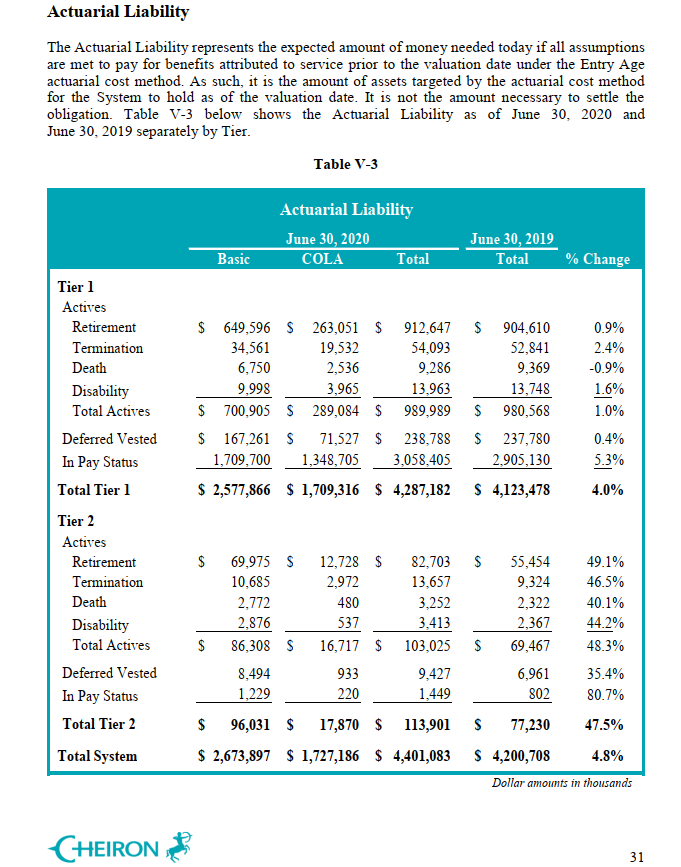 Actuarial Liability
The Actuarial Liability represents the expected amount of money needed today if all assumptions
are met to pay for benefits attributed to service prior to the valuation date under the Entry Age
actuarial cost method. As such, it is the amount of assets targeted by the actuarial cost method
for the System to hold as of the valuation date. It is not the amount necessary to settle the
obligation. Table V-3 below shows the Actuarial Liability as of June 30, 2020 and
June 30, 2019 separately by Tier.
Table V-3
Actuarial Liability
June 30, 2020 June 30, 2019
Basic COLA Total Total % Change
Tier 1
Actives
Retirement $ 649,596 $ 263,051 $ 912,647 $ 904,610 0.9%
Termination 34,561 19,532 54,093 52,841 2.4%
Death 6,750 2,536 9,286 9,369 -0.9%
Disability 9,998 3,965 13,963 13,748 1.6%
Total Actives $ 700,905 $ 289,084 $ 989,989 $ 980,568 1.0%
Deferred Vested $ 167,261 $ 71,527 $ 238,788 $ 237,780 0.4%
In Pay Status 1,709,700 1,348,705 3,058,405 2,905,130 5.3%
Total Tier 1 $ 2,577,866 $ 1,709,316 $ 4,287,182 $ 4,123,478 4.0%
Tier 2
Actives
Retirement $ 69,975 $ 12,728 $ 82,703 $ 55,454 49.1%
Termination 10,685 2,972 13,657 9,324 46.5%
Death 2,772 480 3,252 2,322 40.1%
Disability 2,876 537 3,413 2,367 44.2%
Total Actives $ 86,308 $ 16,717 $ 103,025 $ 69,467 48.3%
Deferred Vested 8,494 933 9,427 6,961 35.4%
In Pay Status 1,229 220 1,449 802 80.7%
Total Tier 2 $ 96,031 $ 17,870 $ 113,901 $ 77,230 47.5%
Total System $ 2,673,897 $ 1,727,186 $ 4,401,083 $ 4,200,708 4.8%
Dollar amounts in thousands
CHEIRON
31